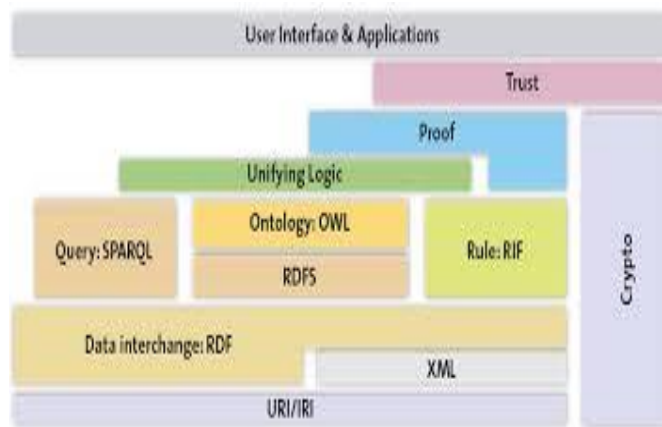 User Interface & Applications
Trust
Proof
Unifying Logic
Query: SPARQL
Ontology: OWL
RDFS
Rule: RIF
Crypto
Data interchange: RDF
XML
URI/IRI